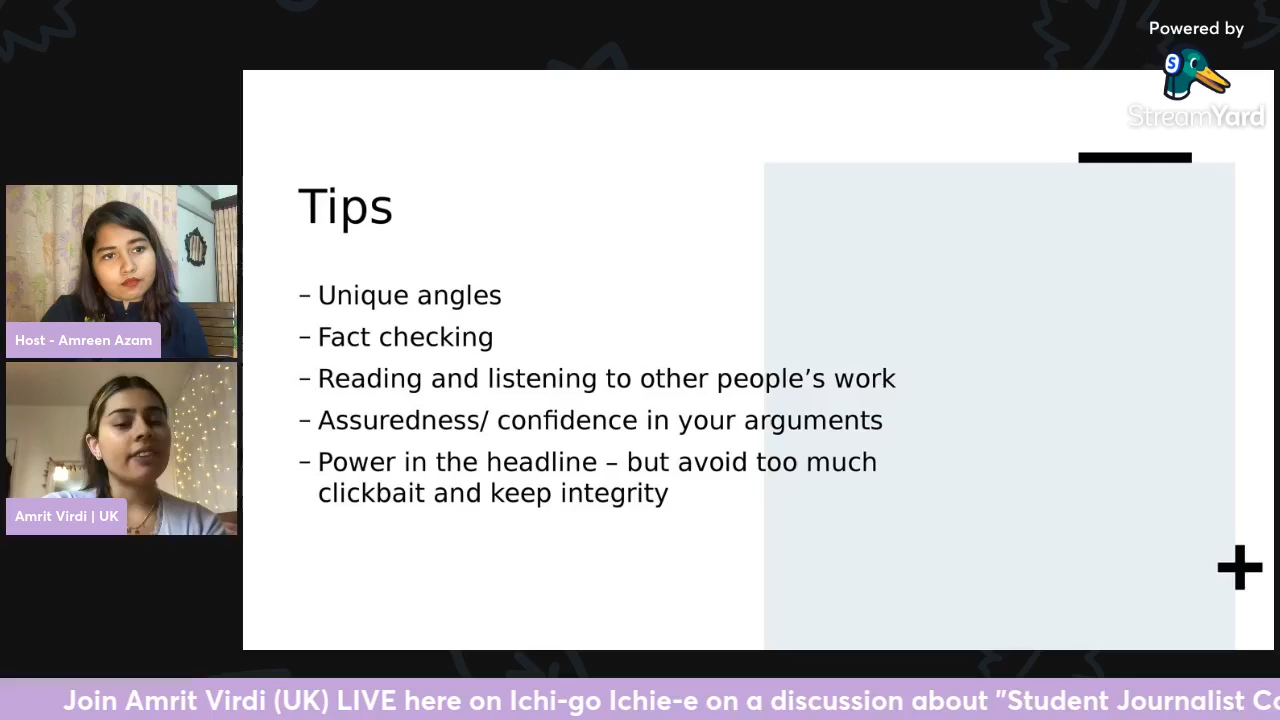 Powered by
S
StreamYard
Tips
– Unique angles
– Fact checking
– Reading and listening to other people’s work
– Assuredness/ confidence in your arguments
– Power in the headline – but avoid too much
clickbait and keep integrity
Host - Amreen Azam
Amrit Virdi | UK
Join Amrit Virdi (UK) LIVE here on Ichi-go Ichie-e on a discussion about "Student Journalist